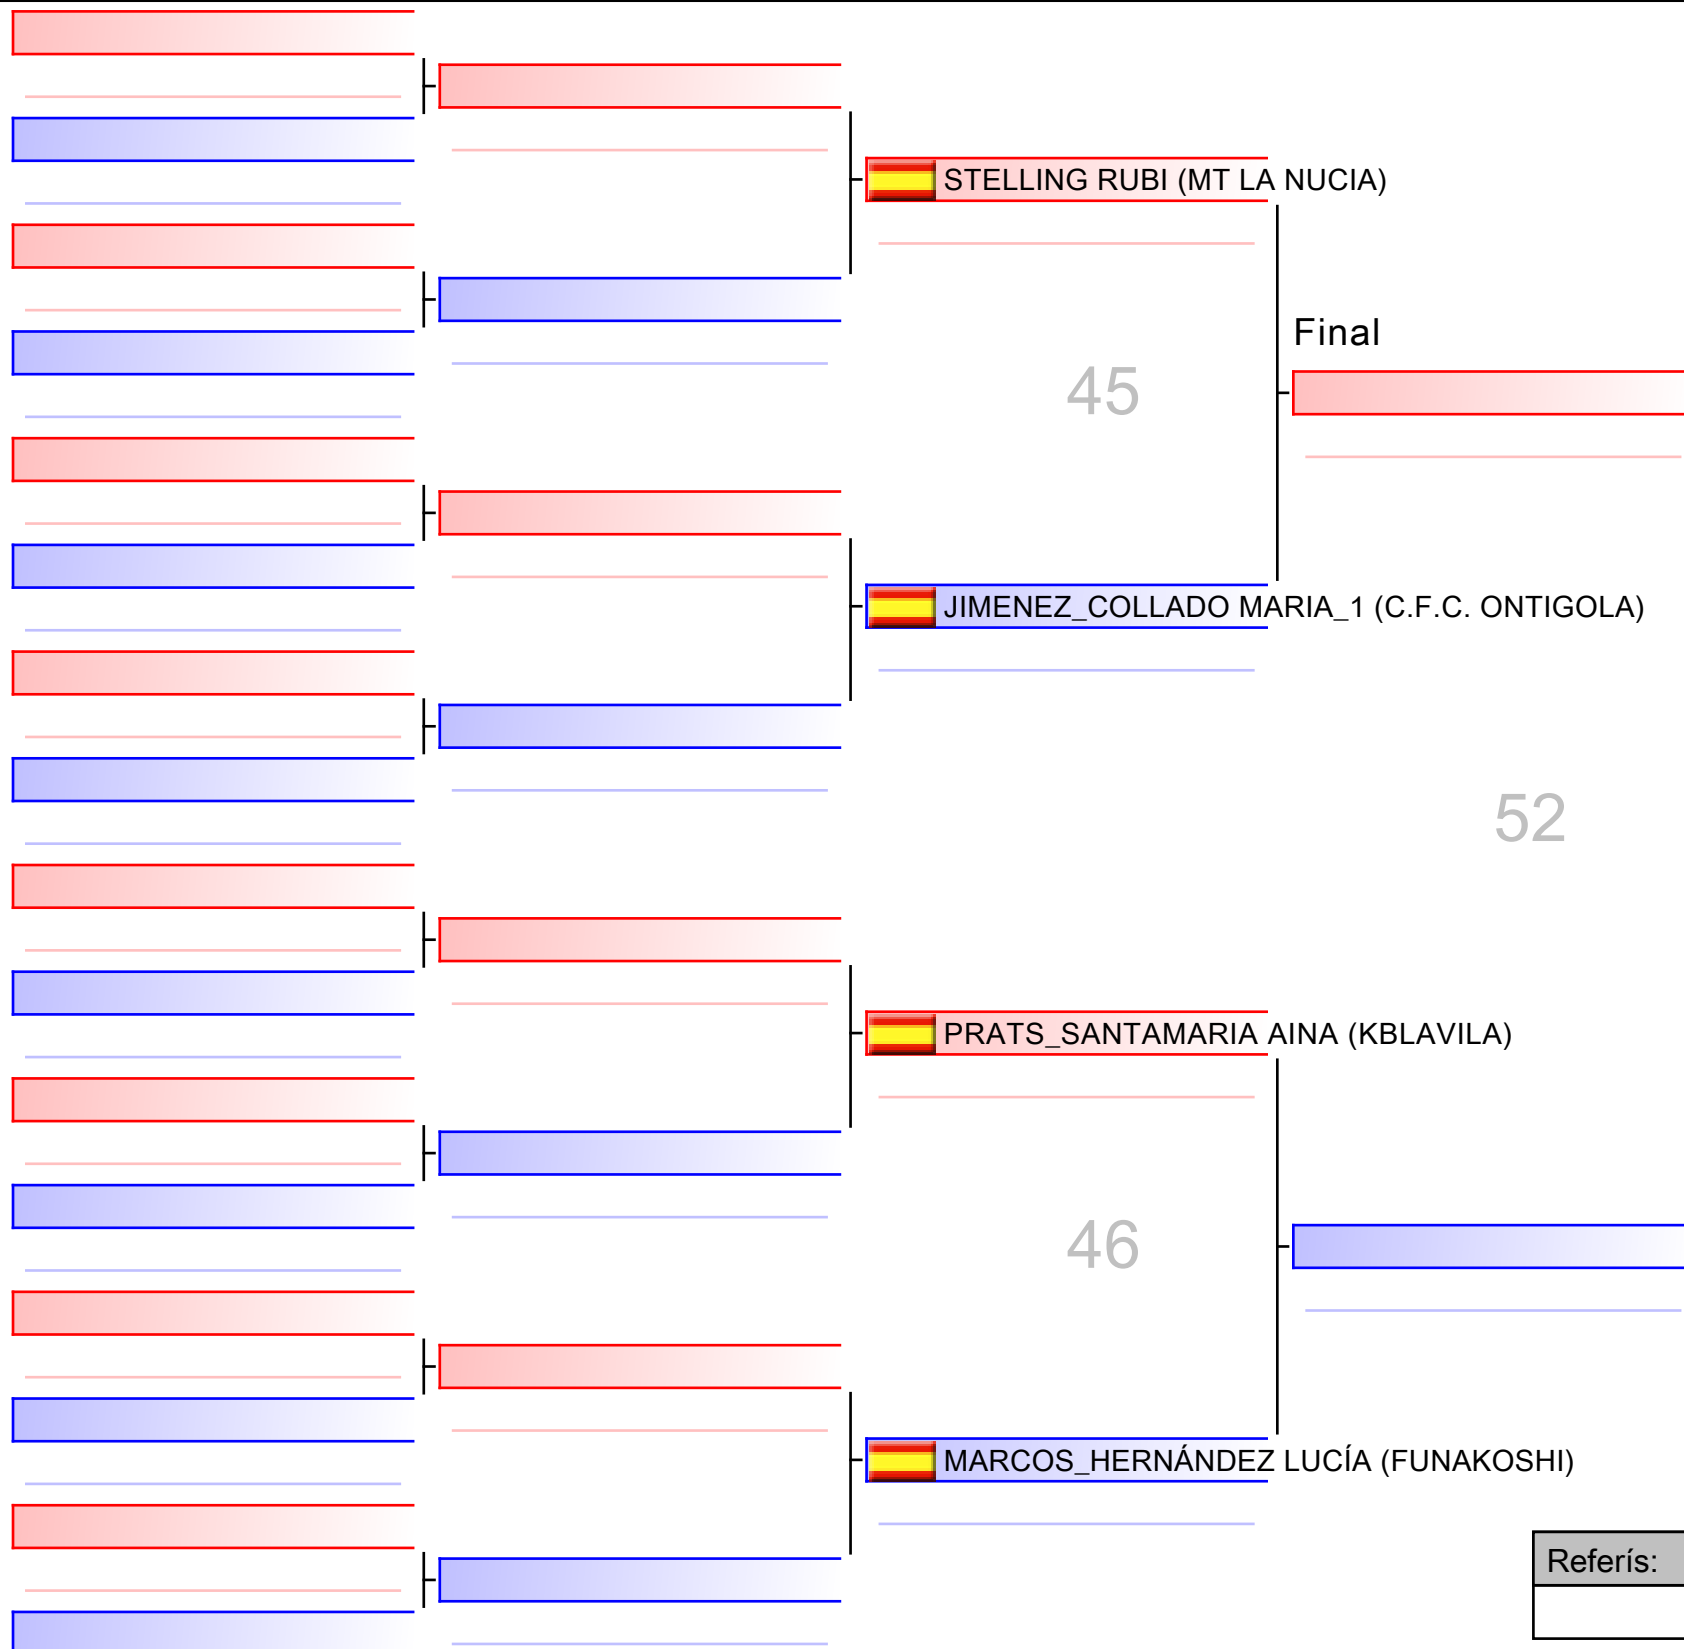 STELLING RUBI (MT LA NUCIA)
Final
45
JIMENEZ_COLLADO MARIA_1 (C.F.C. ONTIGOLA)
52
PRATS_SANTAMARIA AINA (KBLAVILA)
46
MARCOS_HERNÁNDEZ LUCÍA (FUNAKOSHI)
Referís: